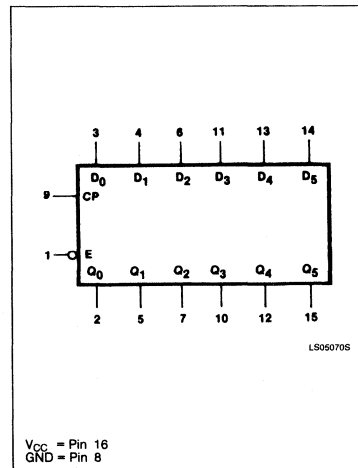 3 4 6 11 13 14
D0 D1 D2 D3 D4 D5
9 CP
1 E
Q0 Q1 Q2 Q3 Q4 Q5
2 5 7 10 12 15
LS05070S
VCC = Pin 16
GND = Pin 8